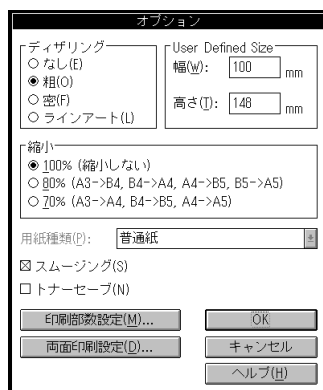 オプション
ディザリング
なし(E)
粗(O)
密(F)
ラインアート(L)
User Defined Size
幅(W): 100 mm
高さ(T): 148 mm
縮小
100% (縮小しない)
80% (A3->B4, B4->A4, A4->B5, B5->A5)
70% (A3->A4, B4->B5, A4->A5)
用紙種類(P): 普通紙
スムージング(S)
トナーセーブ(N)
印刷部数設定(M)...
OK
両面印刷設定(D)...
キャンセル
ヘルプ(H)